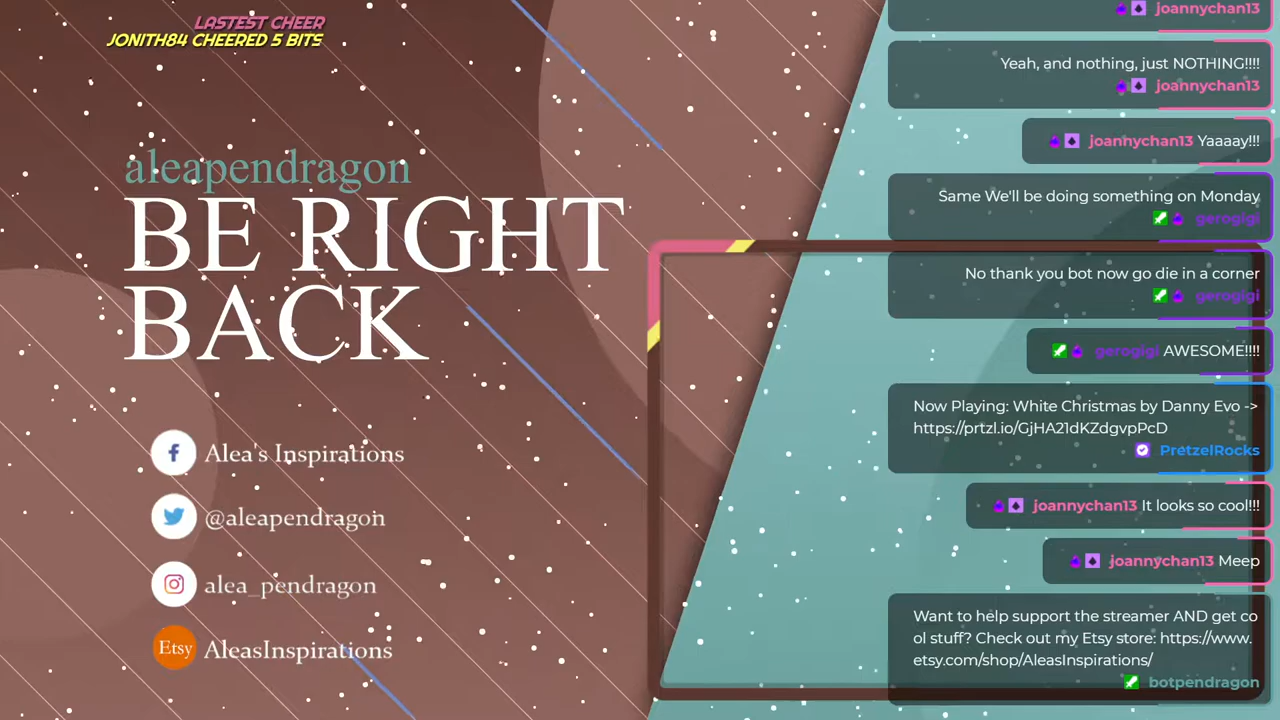 LASTEST CHEER
JONITH84 CHEERED 5 BITS
aleapendragon
BE RIGHT
BACK
f Alea's Inspirations
@aleapendragon
alea_pendragon
Etsy AleasInspirations
joannychan13
Yeah, and nothing, just NOTHING!!!!
joannychan13
joannychan13 Yaaaay!!!
Same We'll be doing something on Monday
gerogigi
No thank you bot now go die in a corner
gerogigi
gerogigi AWESOME!!!!
Now Playing: White Christmas by Danny Evo ->
https://prtzl.io/GjHA21dKZdgvpPcD
PretzelRocks
joannychan13 It looks so cool!!!
joannychan13 Meep
Want to help support the streamer AND get co
ol stuff? Check out my Etsy store: https://www.
etsy.com/shop/AleasInspirations/
botpendragon